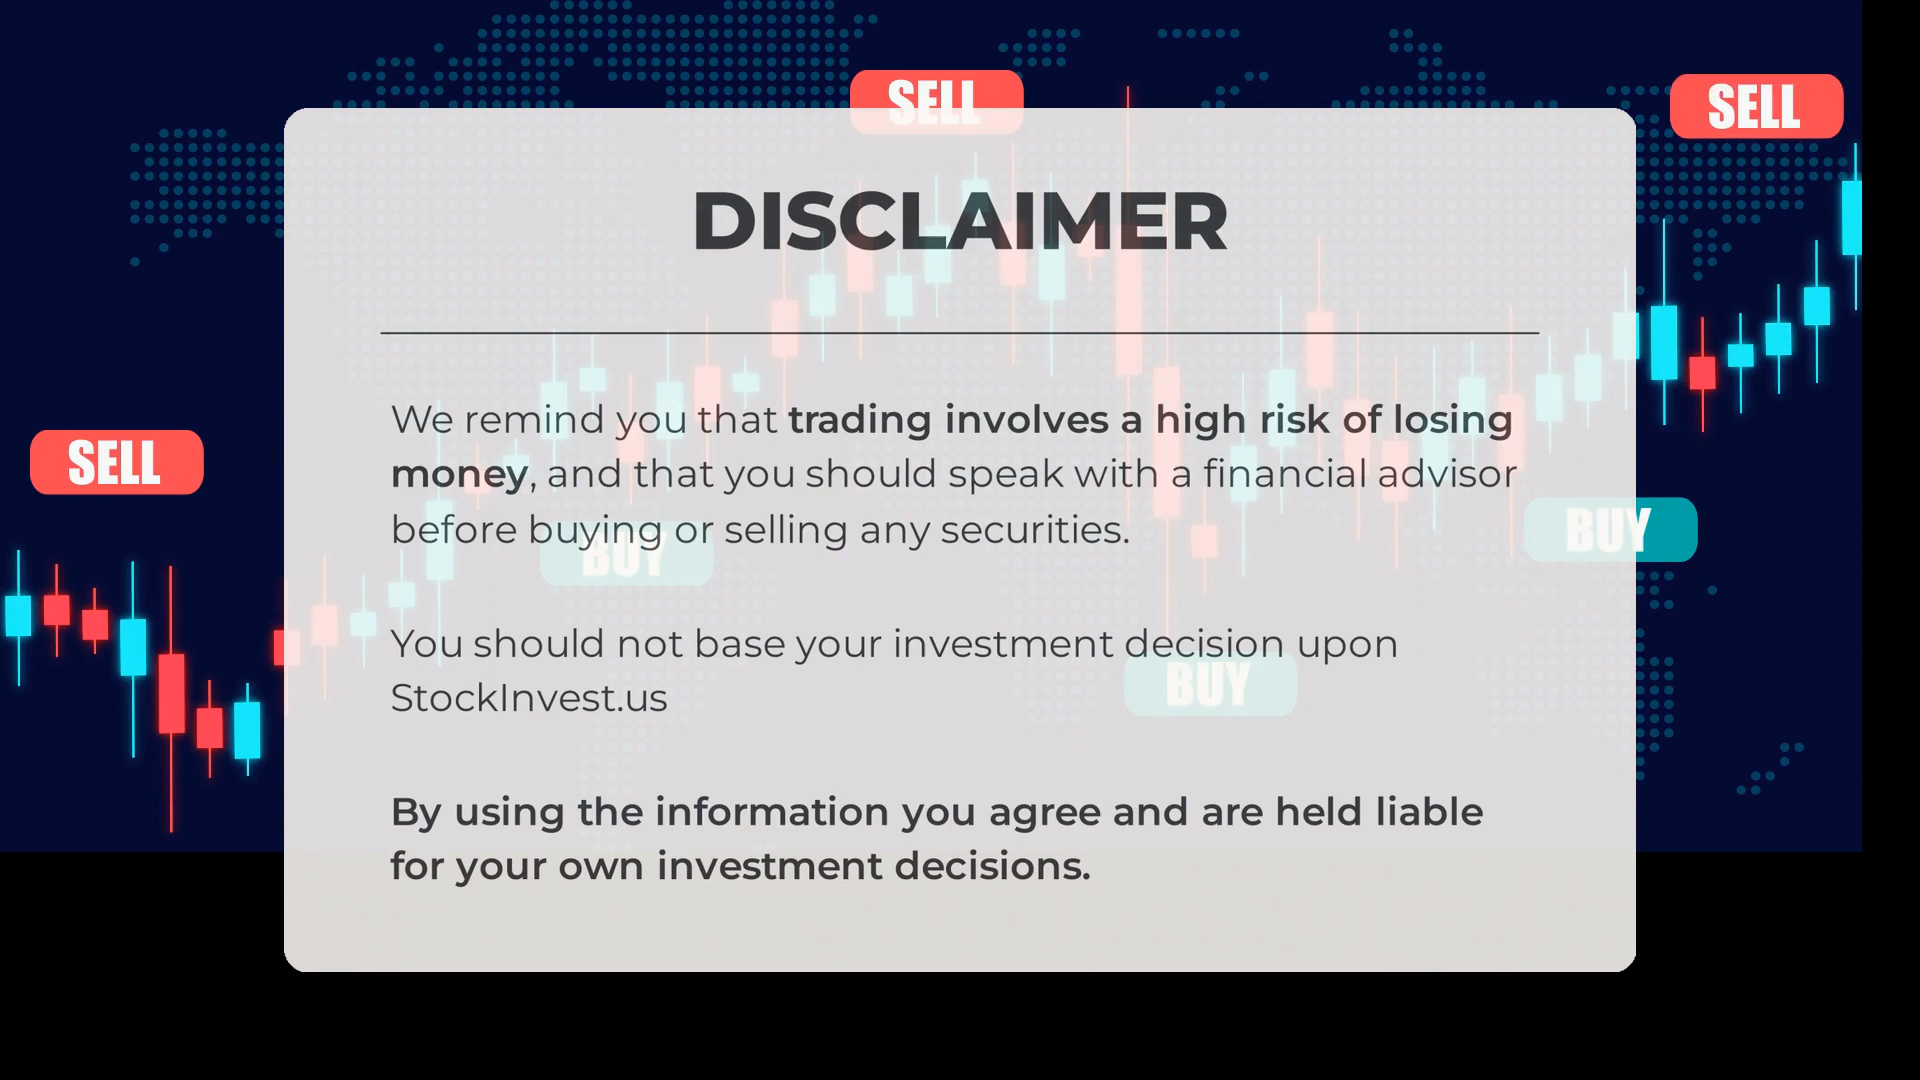 SELL
SELL
DISCLAIMER
We remind you that trading involves a high risk of losing
money, and that you should speak with a financial advisor
before buying or selling any securities.
SELL
BUY
BUY
You should not base your investment decision upon
StockInvest.us
BUY
By using the information you agree and are held liable
for your own investment decisions.